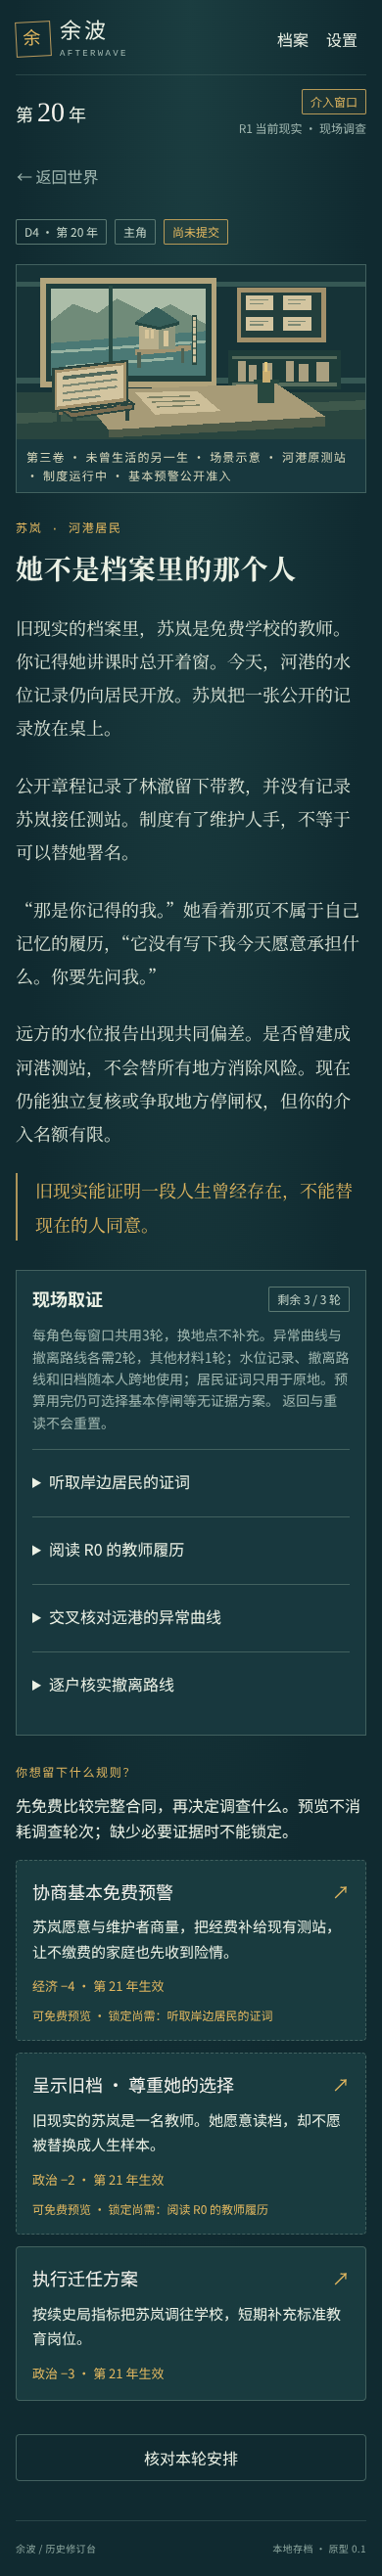 余
余波
AFTERWAVE
档案 设置
第 20 年
介入窗口
R1 当前现实 · 现场调查
← 返回世界
D4 · 第 20 年 主角 尚未提交
第三卷 · 未曾生活的另一生 · 场景示意 · 河港原测站
· 制度运行中 · 基本预警公开准入
苏岚 · 河港居民
她不是档案里的那个人
旧现实的档案里，苏岚是免费学校的教师。
你记得她讲课时总开着窗。今天，河港的水
位记录仍向居民开放。苏岚把一张公开的记
录放在桌上。
公开章程记录了林澈留下带教，并没有记录
苏岚接任测站。制度有了维护人手，不等于
可以替她署名。
“那是你记得的我。”她看着那页不属于自己
记忆的履历，“它没有写下我今天愿意承担什
么。你要先问我。”
远方的水位报告出现共同偏差。是否曾建成
河港测站，不会替所有地方消除风险。现在
仍能独立复核或争取地方停闸权，但你的介
入名额有限。
旧现实能证明一段人生曾经存在，不能替
现在的人同意。
现场取证
剩余 3 / 3 轮
每角色每窗口共用3轮，换地点不补充。异常曲线与
撤离路线各需2轮，其他材料1轮；水位记录、撤离路
线和旧档随本人跨地使用；居民证词只用于原地。预
算用完仍可选择基本停闸等无证据方案。 返回与重
读不会重置。
▶ 听取岸边居民的证词
▶ 阅读 R0 的教师履历
▶ 交叉核对远港的异常曲线
▶ 逐户核实撤离路线
你想留下什么规则？
先免费比较完整合同，再决定调查什么。预览不消
耗调查轮次；缺少必要证据时不能锁定。
协商基本免费预警 ↗
苏岚愿意与维护者商量，把经费补给现有测站，
让不缴费的家庭也先收到险情。
经济 −4 · 第 21 年生效
可免费预览 · 锁定尚需：听取岸边居民的证词
呈示旧档 · 尊重她的选择 ↗
旧现实的苏岚是一名教师。她愿意读档，却不愿
被替换成人生样本。
政治 −2 · 第 21 年生效
可免费预览 · 锁定尚需：阅读 R0 的教师履历
执行迁任方案 ↗
按续史局指标把苏岚调往学校，短期补充标准教
育岗位。
政治 −3 · 第 21 年生效
核对本轮安排
余波 / 历史修订台
本地存档 · 原型 0.1